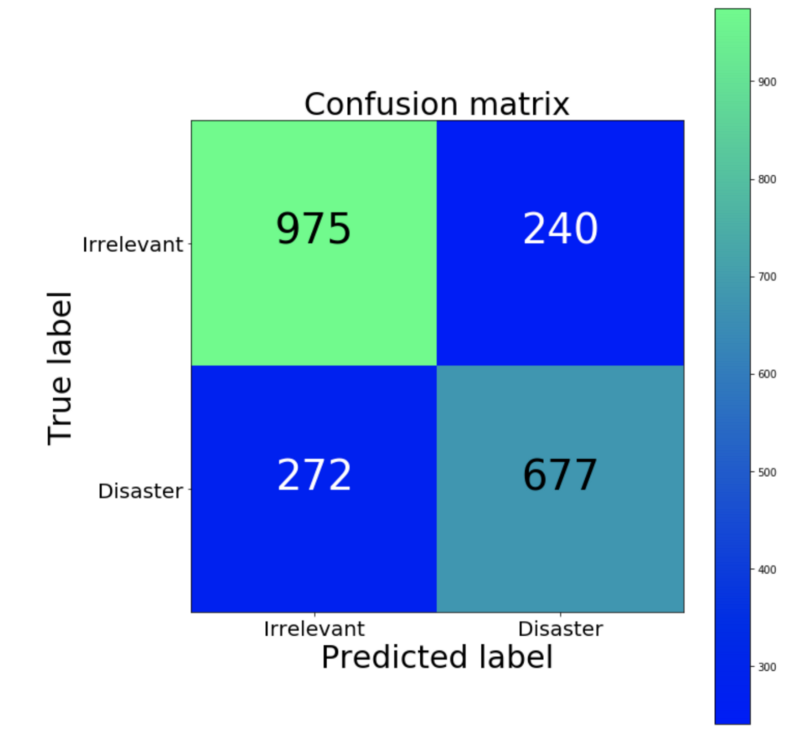 Confusion matrix
True label
Irrelevant
975
240
Disaster
272
677
Irrelevant
Disaster
Predicted label
900
800
700
600
500
400
300